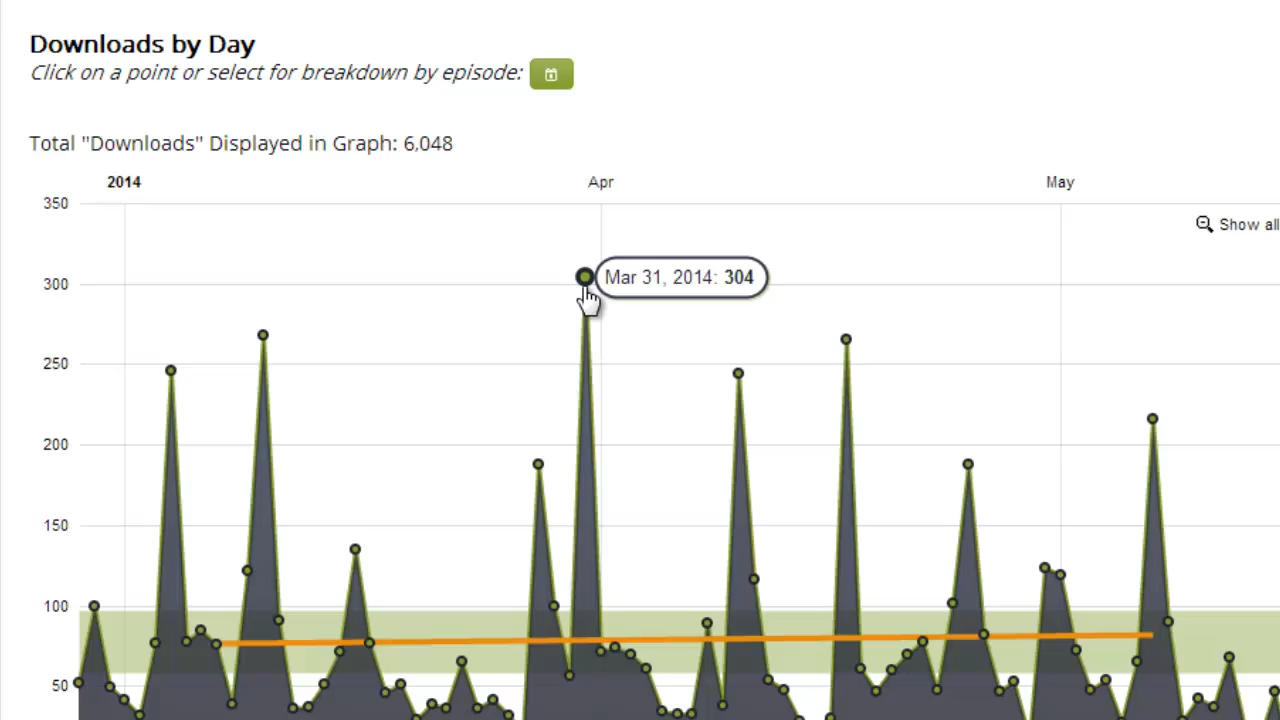 Downloads by Day
Click on a point or select for breakdown by episode:
Total "Downloads" Displayed in Graph: 6,048
2014 Apr May
350
Show all
300
Mar 31, 2014: 304
250
200
150
100
50